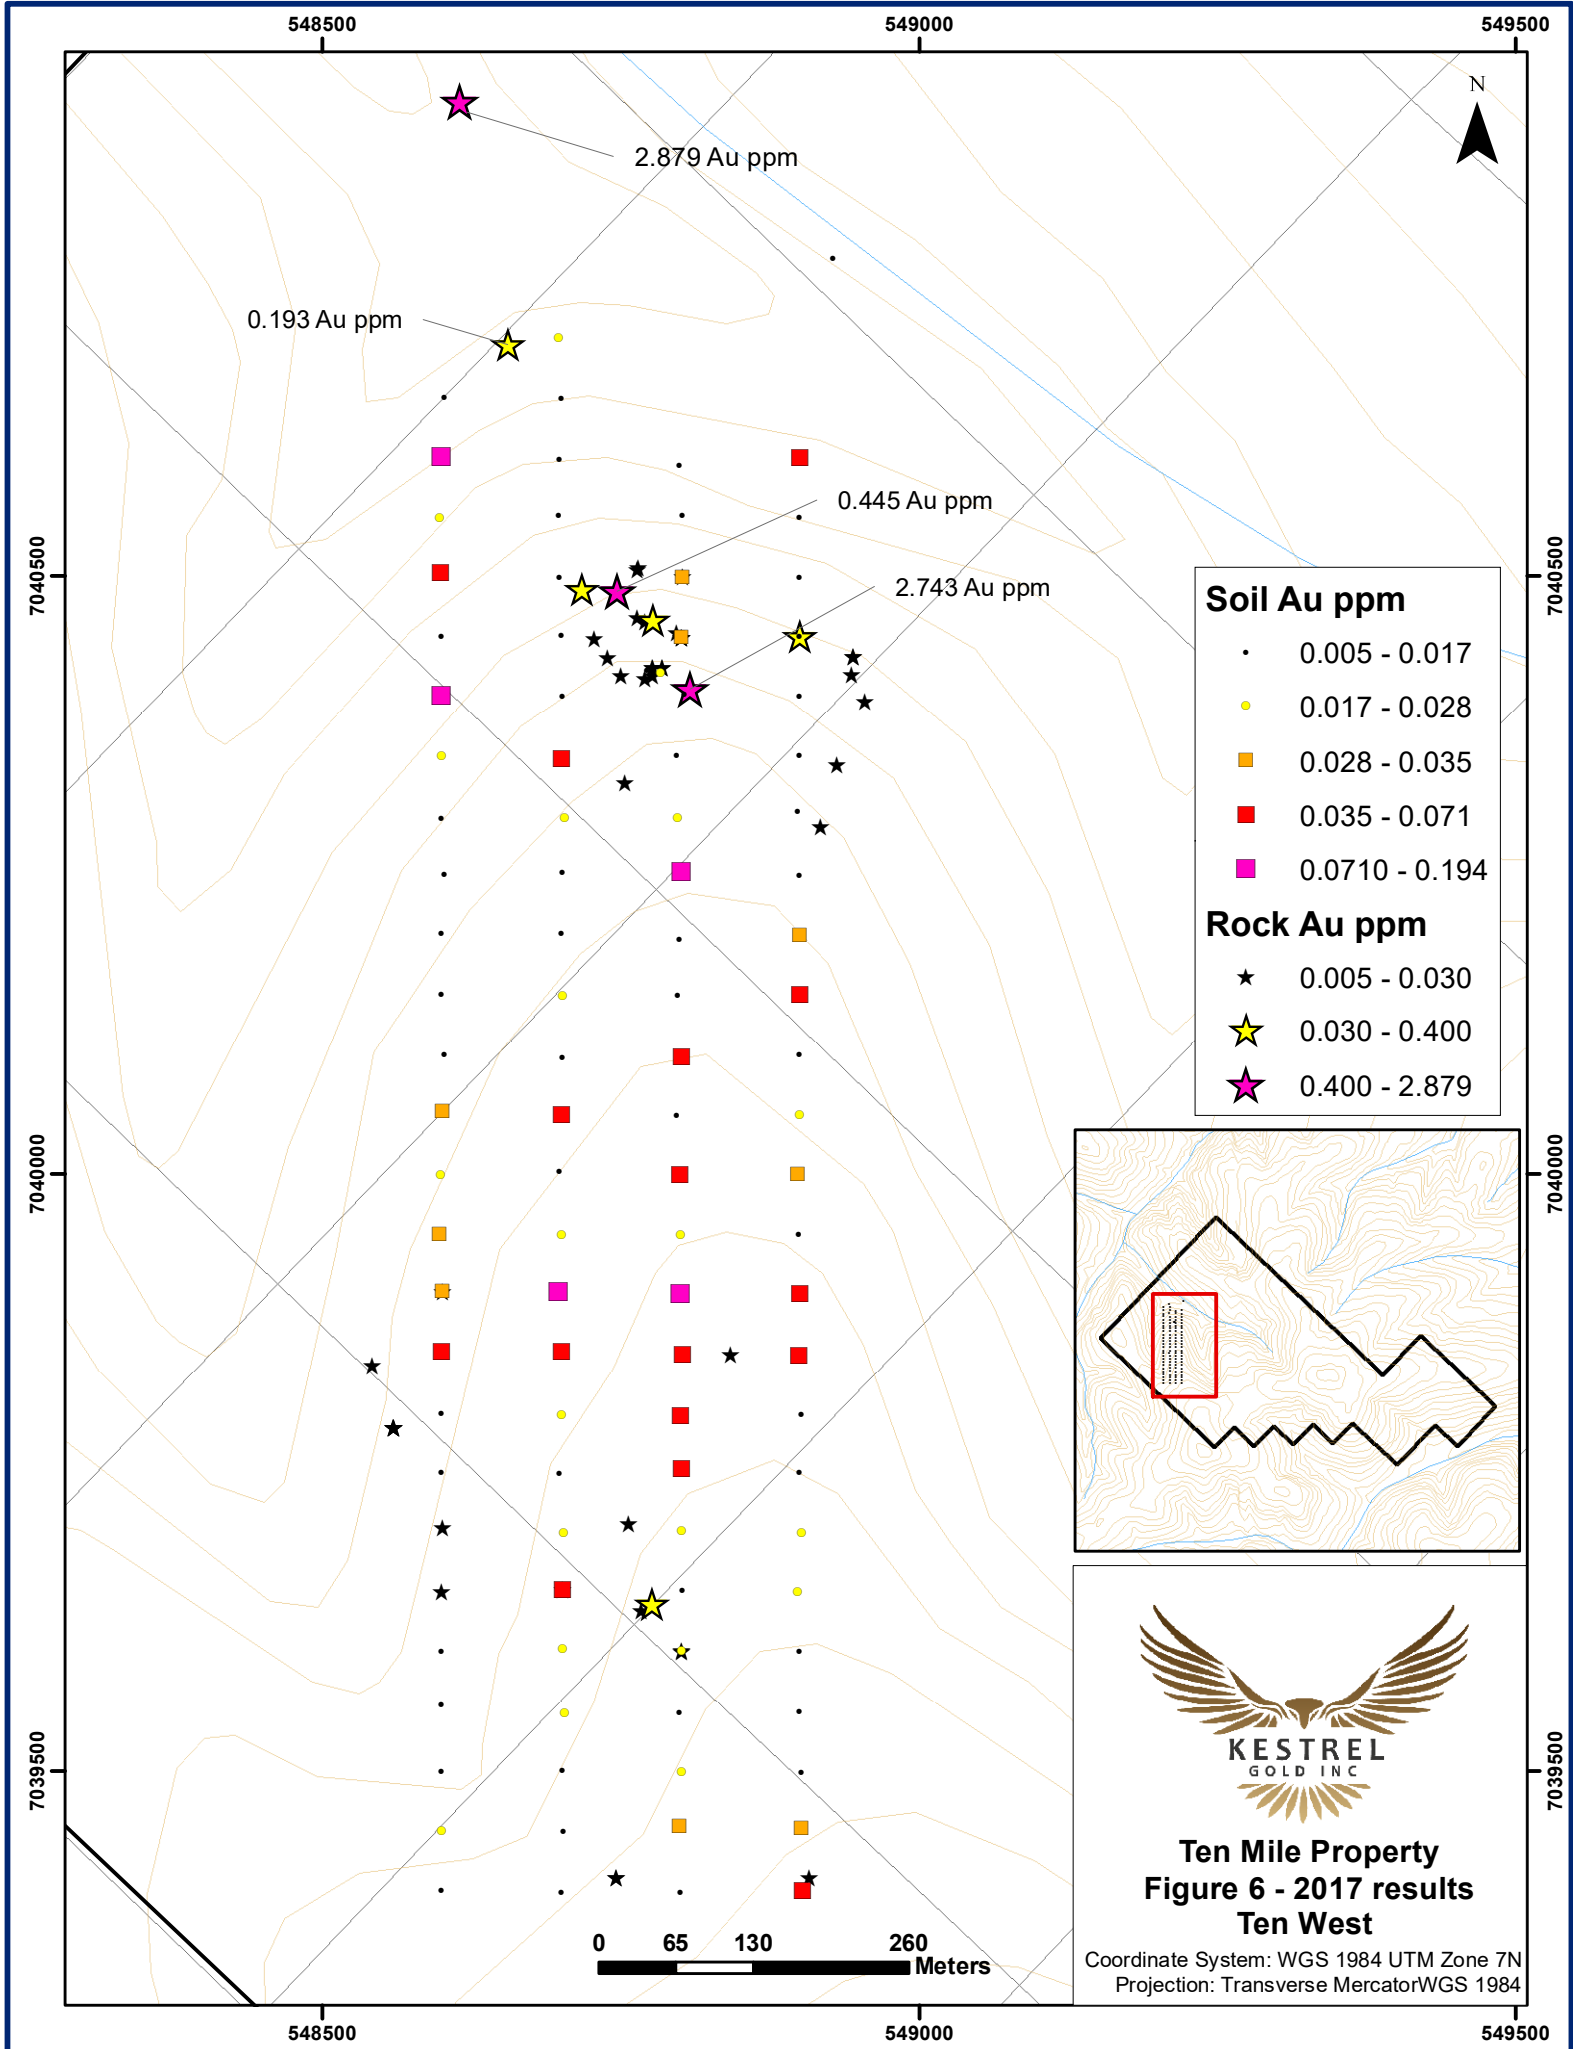 548500
549000
549500
N
2.879 Au ppm
0.193 Au ppm
0.445 Au ppm
7040500
7040500
2.743 Au ppm
Soil Au ppm
0.005 - 0.017
0.017 - 0.028
0.028 - 0.035
0.035 - 0.071
0.0710 - 0.194
Rock Au ppm
0.005 - 0.030
0.030 - 0.400
0.400 - 2.879
7040000
7040000
7039500
7039500
KESTREL
GOLD INC
Ten Mile Property
Figure 6 - 2017 results
Ten West
Coordinate System: WGS 1984 UTM Zone 7N
Projection: Transverse MercatorWGS 1984
0 65 130 260
Meters
548500
549000
549500